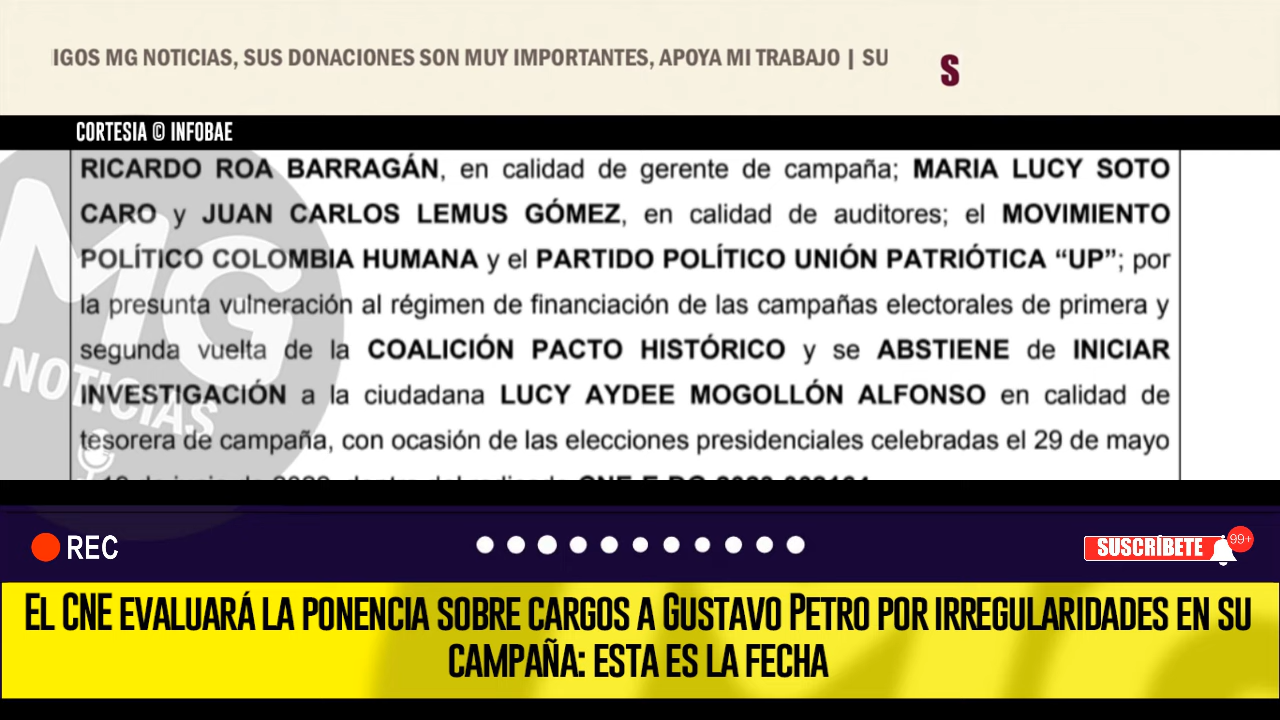 IGOS MG NOTICIAS, SUS DONACIONES SON MUY IMPORTANTES, APOYA MI TRABAJO | SU
S
CORTESIA © INFOBAE
RICARDO ROA BARRAGÁN, en calidad de gerente de campaña; MARIA LUCY SOTO
CARO y JUAN CARLOS LEMUS GÓMEZ, en calidad de auditores; el MOVIMIENTO
POLÍTICO COLOMBIA HUMANA y el PARTIDO POLÍTICO UNIÓN PATRIÓTICA “UP”; por
la presunta vulneración al régimen de financiación de las campañas electorales de primera y
segunda vuelta de la COALICIÓN PACTO HISTÓRICO y se ABSTIENE de INICIAR
INVESTIGACIÓN a la ciudadana LUCY AYDEE MOGOLLÓN ALFONSO en calidad de
tesorera de campaña, con ocasión de las elecciones presidenciales celebradas el 29 de mayo
MG
NOTICIAS
REC
SUSCRÍBETE
99+
EL CNE EVALUARÁ LA PONENCIA SOBRE CARGOS A GUSTAVO PETRO POR IRREGULARIDADES EN SU
CAMPAÑA: ESTA ES LA FECHA